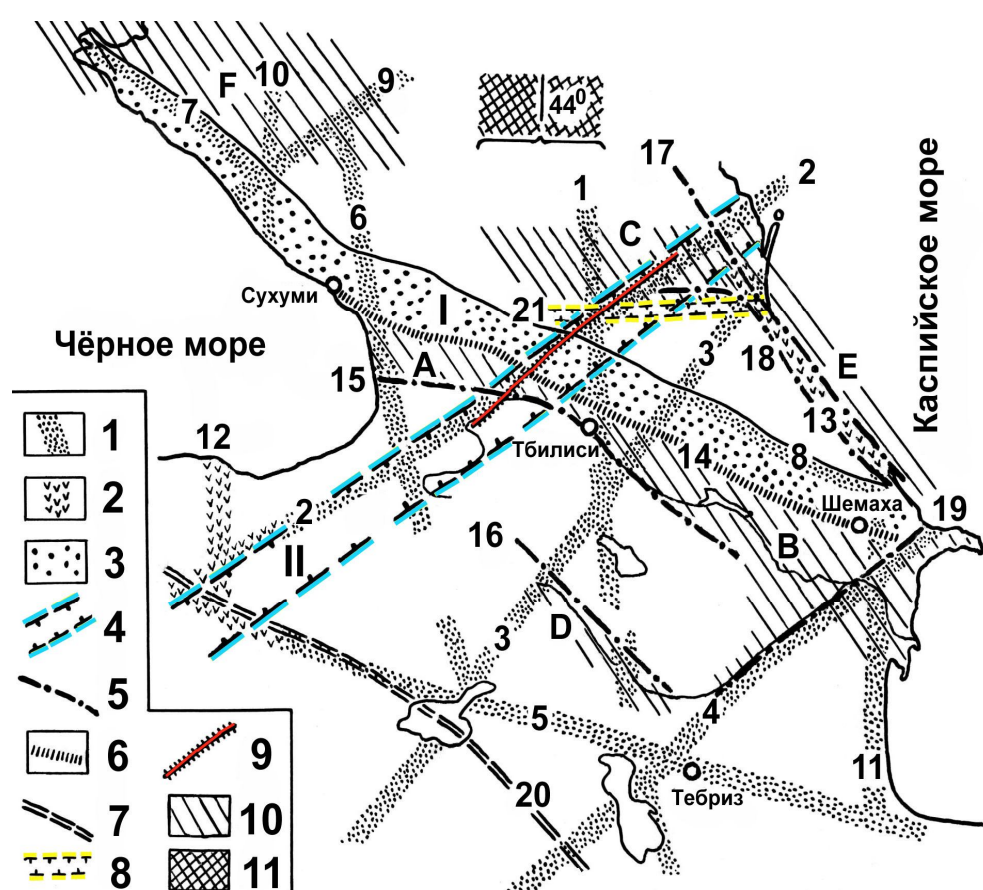 F
10
9
7
44⁰
17
2
1
6
C
Каспийское море
Сухуми
I
21
3
Чёрное море
A
15
18
E
13
1
12
Тбилиси
14
8
2
Шемаха
19
2
II
16
B
3
D
3
4
4
5
5
6
9
11
Тебриз
7
20
10
8
11